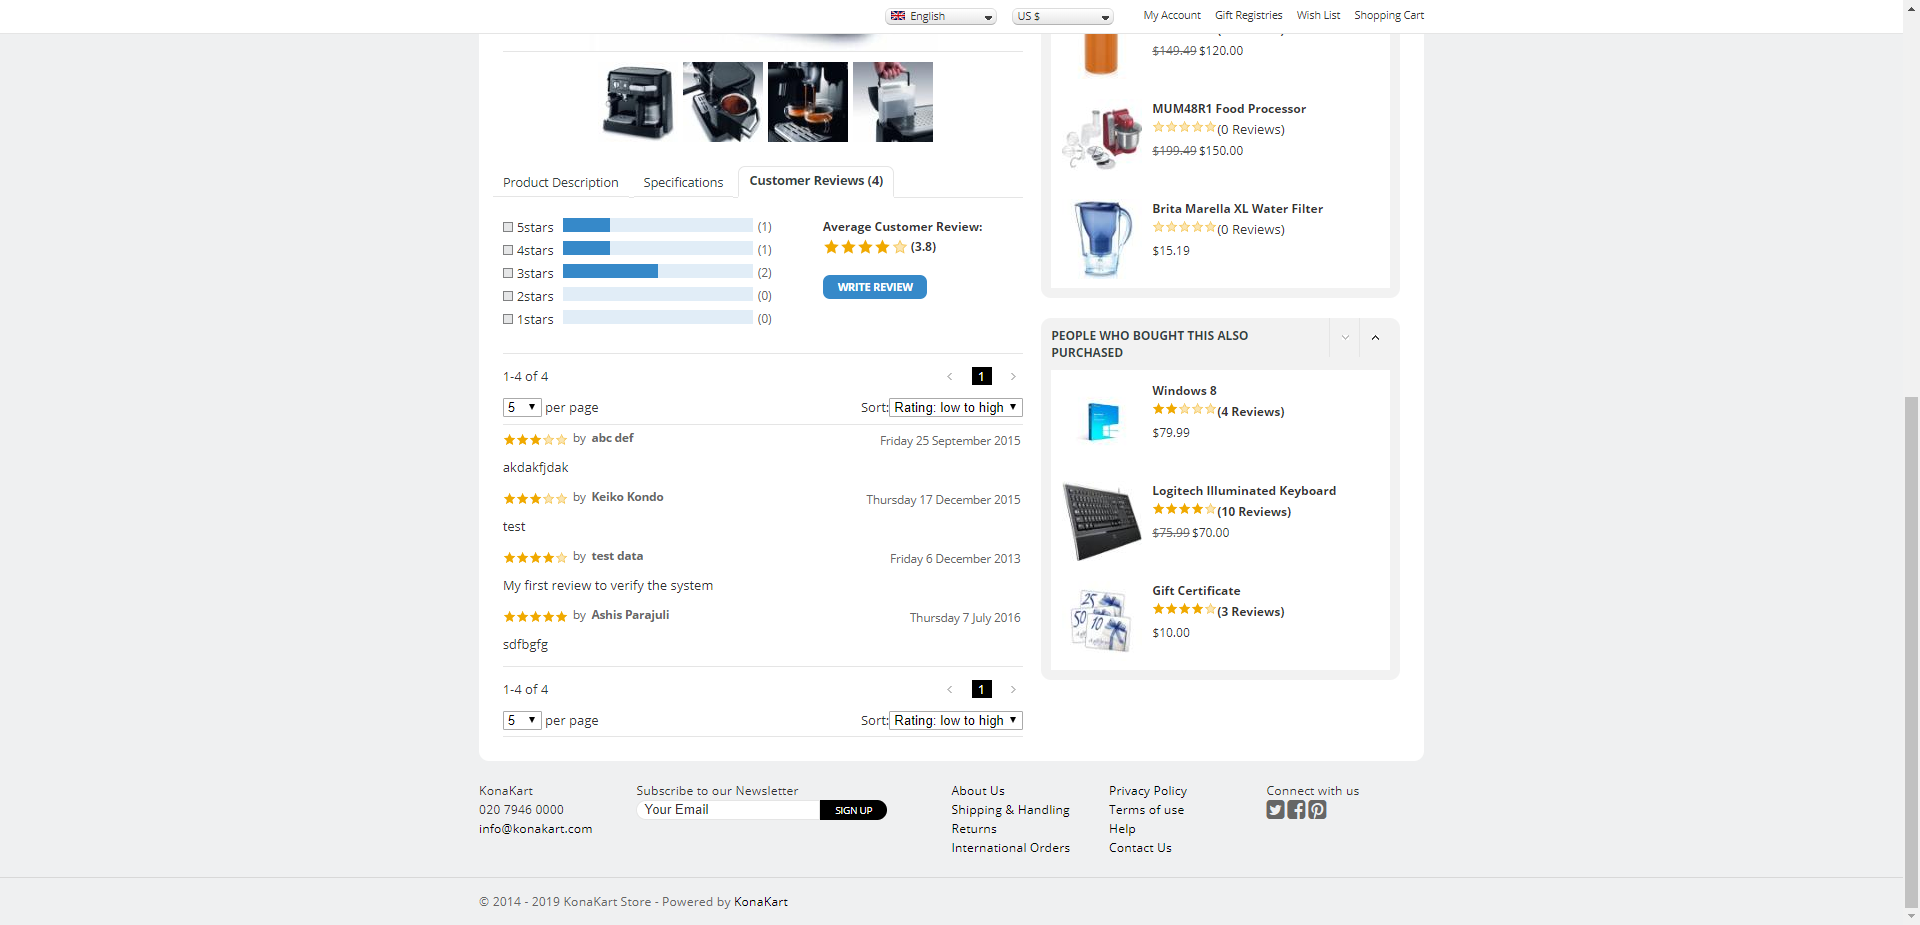 English
US $
My Account
Gift Registries
Wish List
Shopping Cart
$149.49 $120.00
MUM48R1 Food Processor
(0 Reviews)
$199.49 $150.00
Brita Marella XL Water Filter
(0 Reviews)
$15.19
Product Description
Specifications
Customer Reviews (4)
5stars (1)
4stars (1)
3stars (2)
2stars (0)
1stars (0)
Average Customer Review:
(3.8)
WRITE REVIEW
1-4 of 4
1
5 per page
Sort: Rating: low to high
by abc def Friday 25 September 2015
akdakfjdak
by Keiko Kondo Thursday 17 December 2015
test
by test data Friday 6 December 2013
My first review to verify the system
by Ashis Parajuli Thursday 7 July 2016
sdfbgfg
1-4 of 4
1
5 per page
Sort: Rating: low to high
PEOPLE WHO BOUGHT THIS ALSO
PURCHASED
Windows 8
(4 Reviews)
$79.99
Logitech Illuminated Keyboard
(10 Reviews)
$75.99 $70.00
25
50
10
Gift Certificate
(3 Reviews)
$10.00
KonaKart
020 7946 0000
info@konakart.com
Subscribe to our Newsletter
Your Email SIGN UP
About Us
Shipping & Handling
Returns
International Orders
Privacy Policy
Terms of use
Help
Contact Us
Connect with us
© 2014 - 2019 KonaKart Store - Powered by KonaKart